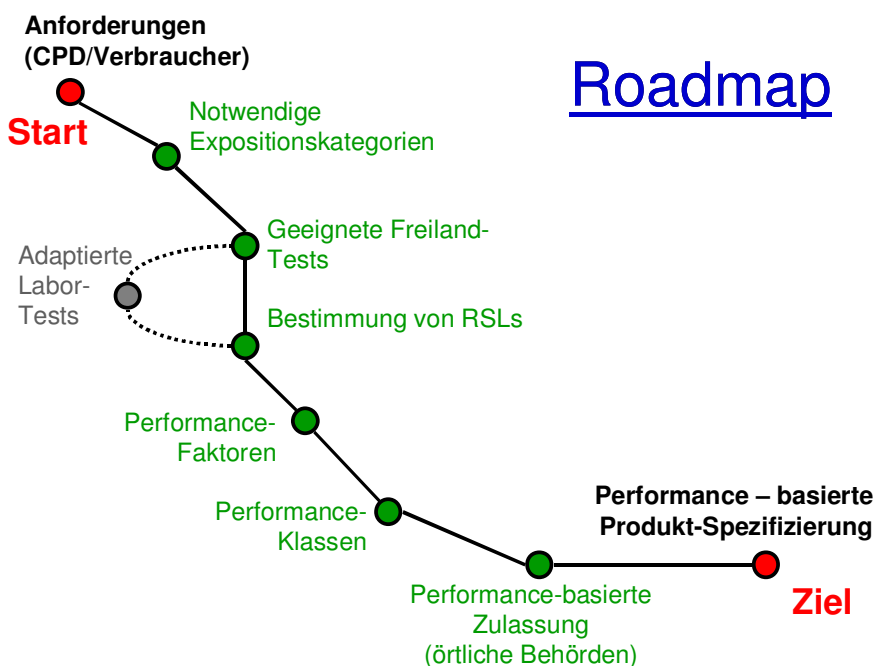 Anforderungen
(CPD/Verbraucher)
Roadmap
Start
Notwendige
Expositionskategorien
Geeignete Freiland-
Tests
Adaptierte
Labor-
Tests
Bestimmung von RSLs
Performance-
Faktoren
Performance-
Klassen
Performance – basierte
Produkt-Spezifizierung
Ziel
Performance-basierte
Zulassung
(örtliche Behörden)